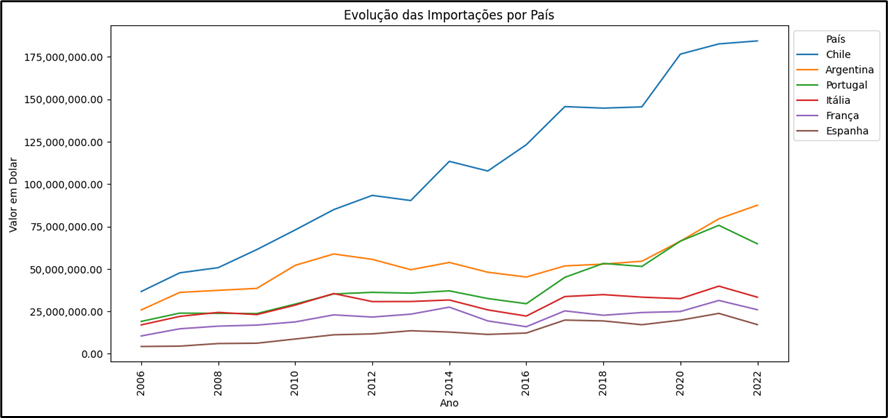 Evolução das Importações por País
Valor em Dolar
175,000,000.00
150,000,000.00
125,000,000.00
100,000,000.00
75,000,000.00
50,000,000.00
25,000,000.00
0.00
2006
2008
2010
2012
2014
2016
2018
2020
2022
Ano
País
Chile
Argentina
Portugal
Itália
França
Espanha